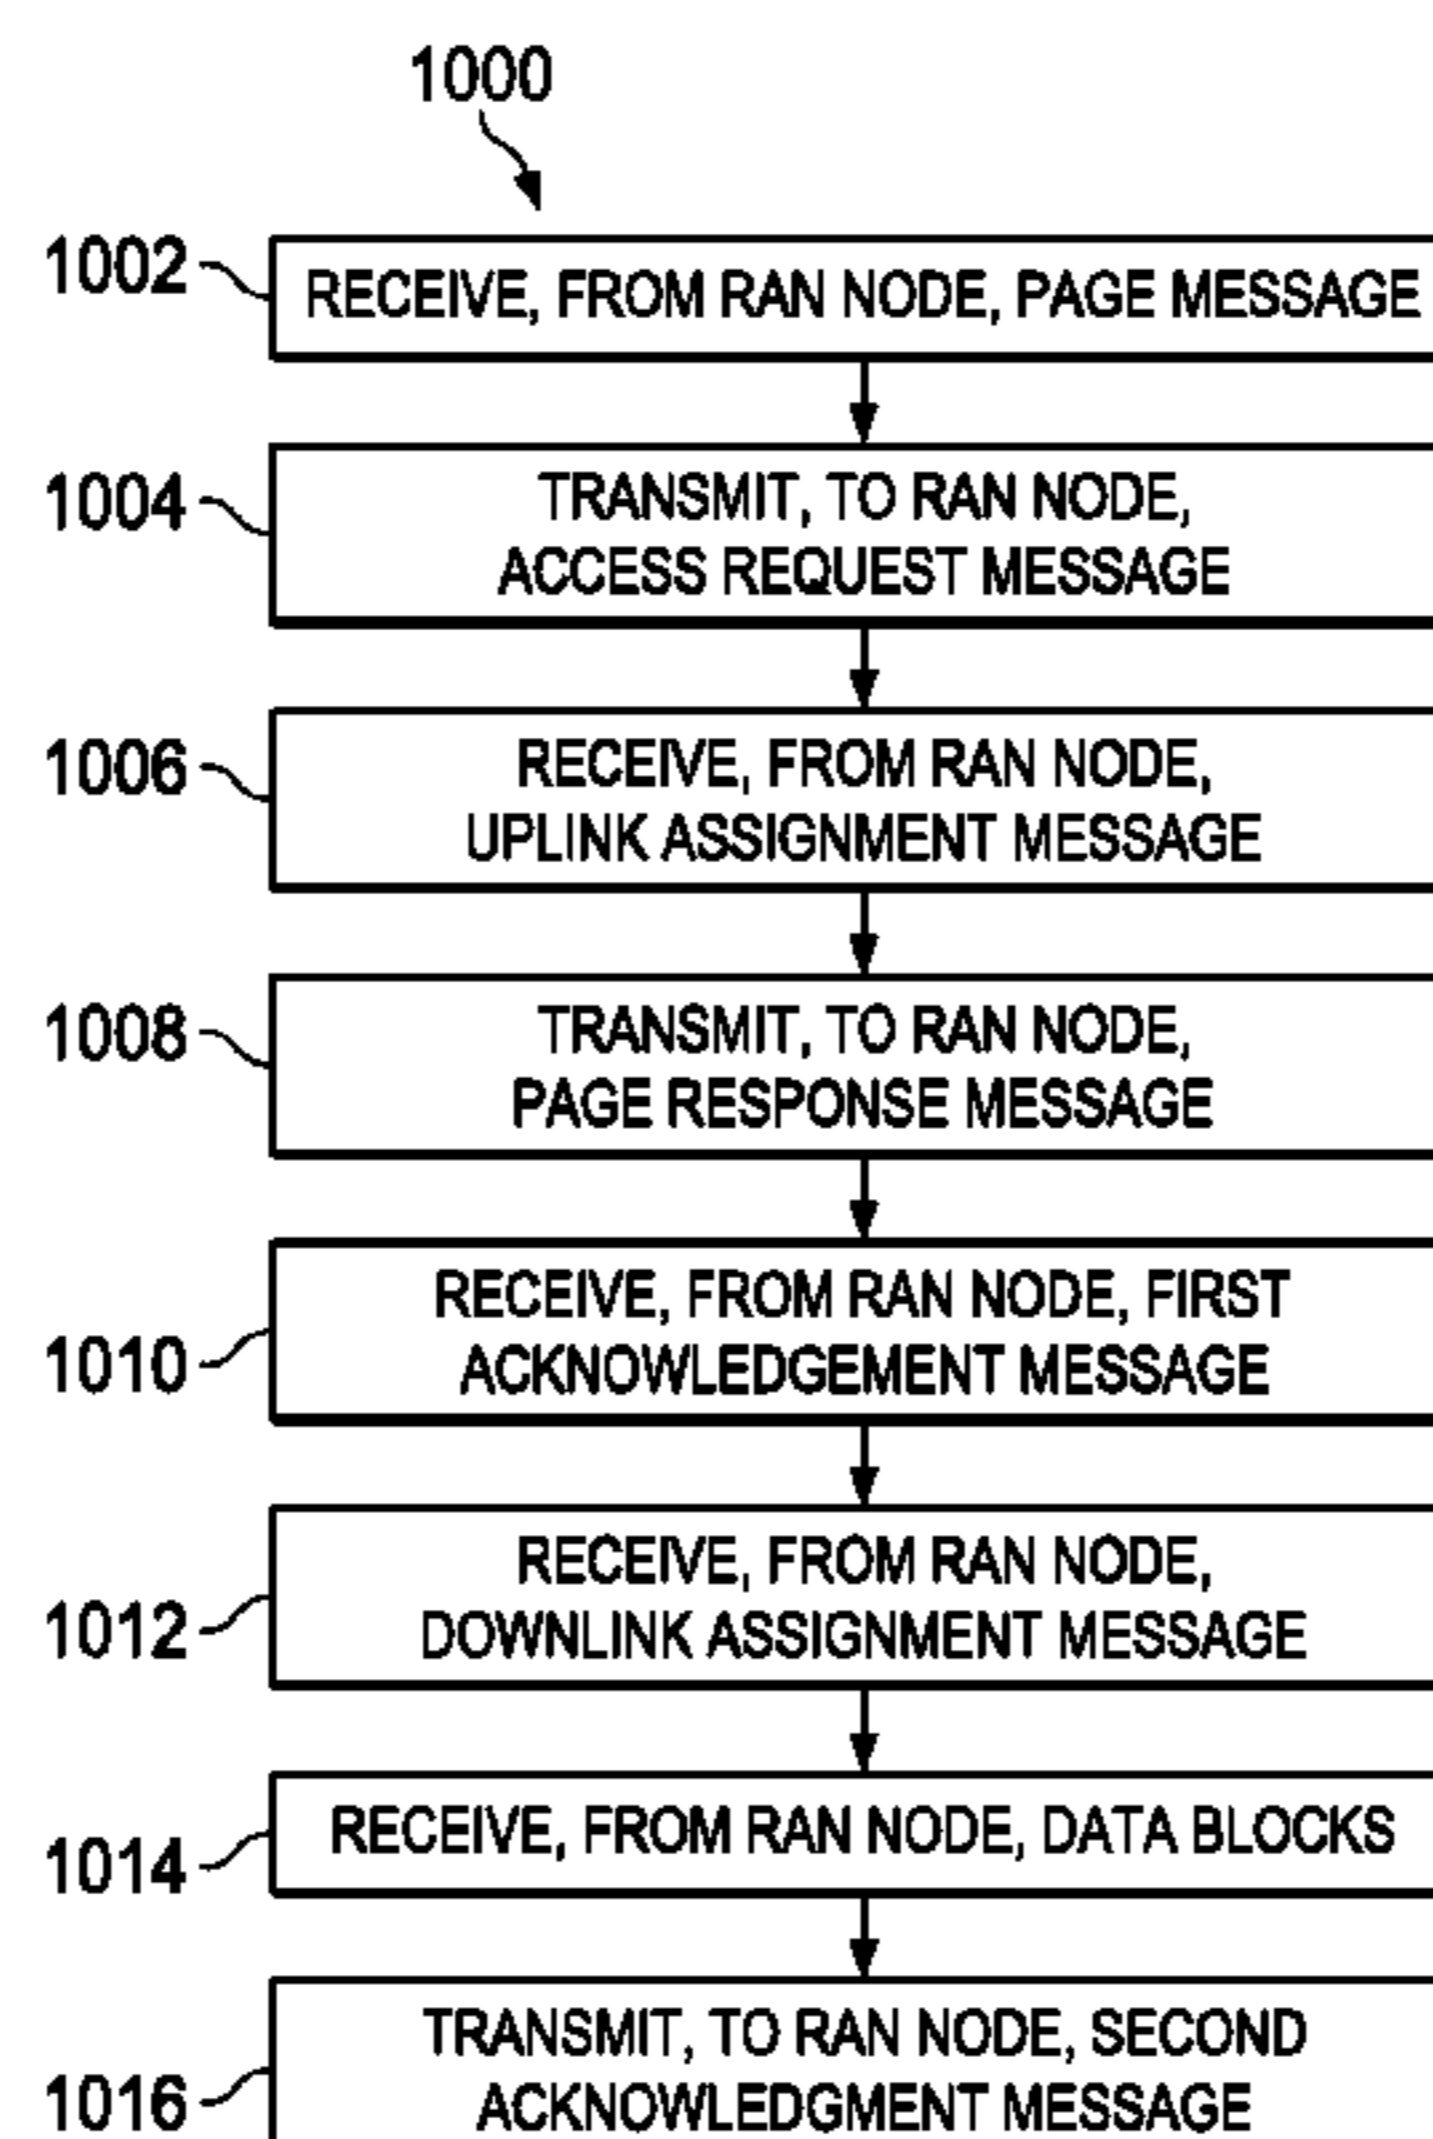 1000
1002
RECEIVE, FROM RAN NODE, PAGE MESSAGE
1004
TRANSMIT, TO RAN NODE,
ACCESS REQUEST MESSAGE
1006
RECEIVE, FROM RAN NODE,
UPLINK ASSIGNMENT MESSAGE
1008
TRANSMIT, TO RAN NODE,
PAGE RESPONSE MESSAGE
1010
RECEIVE, FROM RAN NODE, FIRST
ACKNOWLEDGEMENT MESSAGE
1012
RECEIVE, FROM RAN NODE,
DOWNLINK ASSIGNMENT MESSAGE
1014
RECEIVE, FROM RAN NODE, DATA BLOCKS
1016
TRANSMIT, TO RAN NODE, SECOND
ACKNOWLEDGMENT MESSAGE